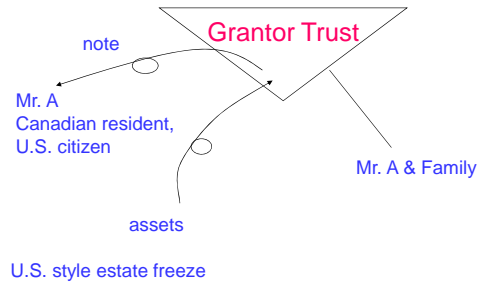 Grantor Trust
note
Mr. A
Canadian resident,
U.S. citizen
Mr. A & Family
assets
U.S. style estate freeze